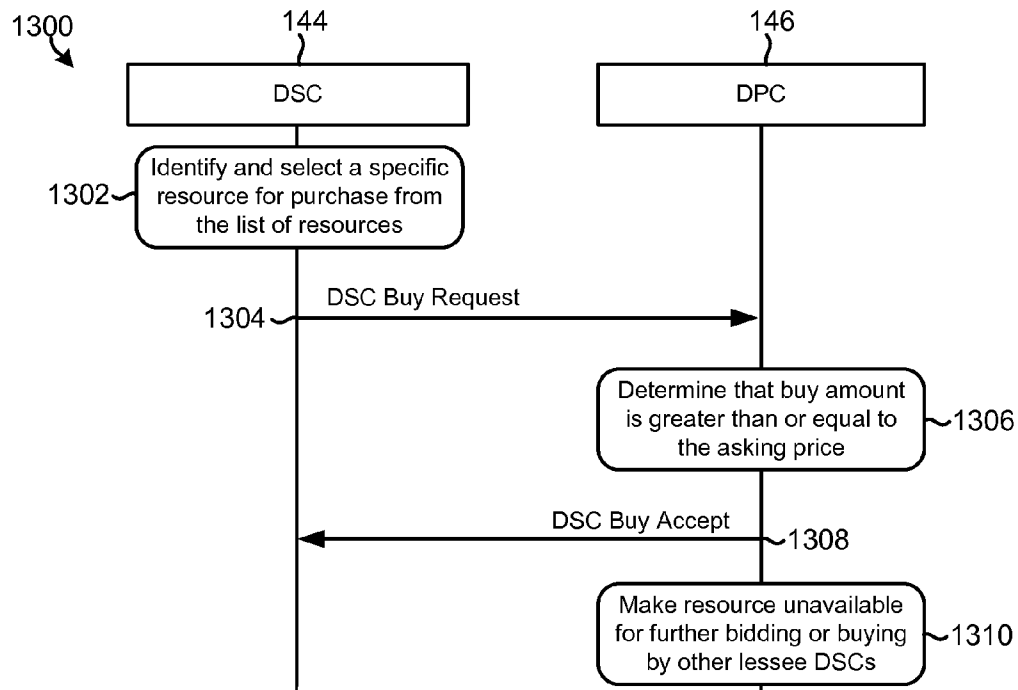 1300
144
146
DSC
DPC
1302
Identify and select a specific
resource for purchase from
the list of resources
DSC Buy Request
1304
Determine that buy amount
is greater than or equal to
the asking price
1306
DSC Buy Accept
1308
Make resource unavailable
for further bidding or buying
by other lessee DSCs
1310